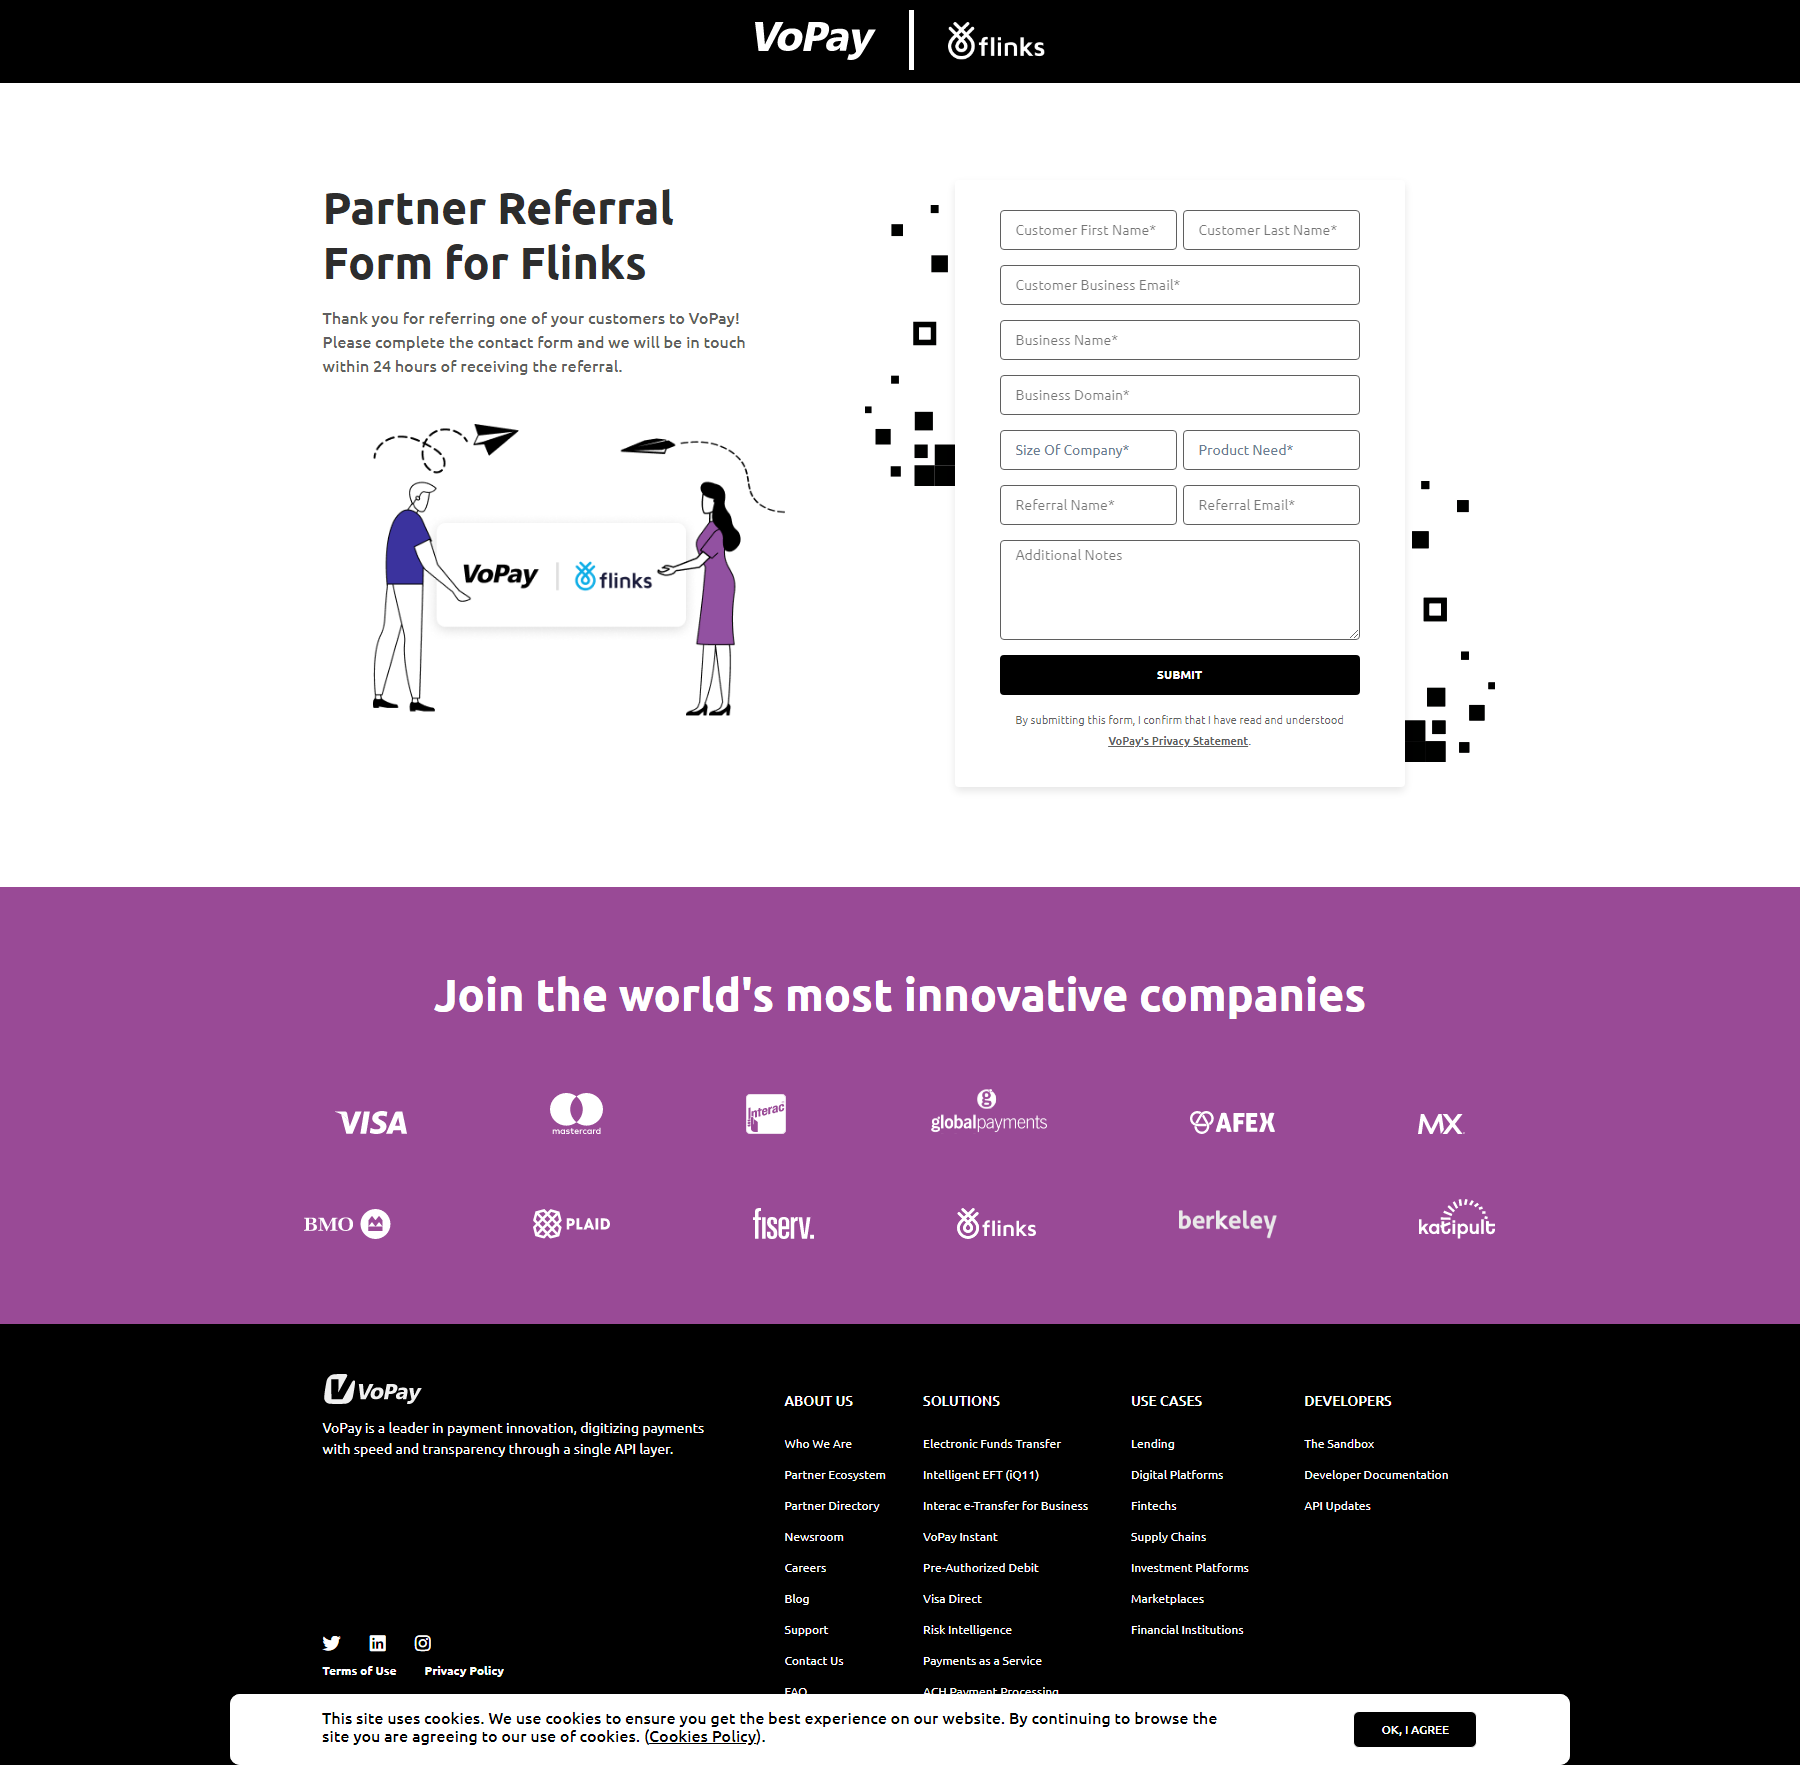 VoPay | flinks
Partner Referral
Form for Flinks
Thank you for referring one of your customers to VoPay!
Please complete the contact form and we will be in touch
within 24 hours of receiving the referral.
VoPay | flinks
Customer First Name*
Customer Last Name*
Customer Business Email*
Business Name*
Business Domain*
Size Of Company*
Product Need*
Referral Name*
Referral Email*
Additional Notes
SUBMIT
By submitting this form, I confirm that I have read and understood
VoPay's Privacy Statement.
Join the world's most innovative companies
VISA
mastercard
Interac
globalpayments
AFEX
MX
BMO
PLAID
fiserv.
flinks
berkeley
katipult
VoPay
VoPay is a leader in payment innovation, digitizing payments
with speed and transparency through a single API layer.
Terms of Use
Privacy Policy
ABOUT US
Who We Are
Partner Ecosystem
Partner Directory
Newsroom
Careers
Blog
Support
Contact Us
FAQ
SOLUTIONS
Electronic Funds Transfer
Intelligent EFT (iQ11)
Interac e-Transfer for Business
VoPay Instant
Pre-Authorized Debit
Visa Direct
Risk Intelligence
Payments as a Service
ACH Payment Processing
USE CASES
Lending
Digital Platforms
Fintechs
Supply Chains
Investment Platforms
Marketplaces
Financial Institutions
DEVELOPERS
The Sandbox
Developer Documentation
API Updates
This site uses cookies. We use cookies to ensure you get the best experience on our website. By continuing to browse the
site you are agreeing to our use of cookies. (Cookies Policy).
OK, I AGREE